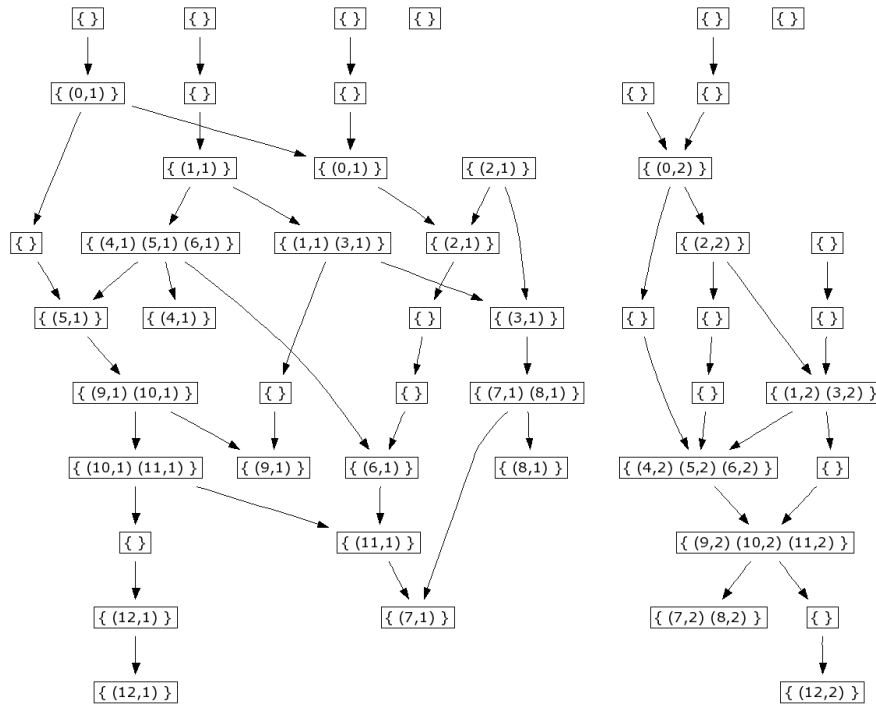 { } { } { } { } { } { }
{ (0,1) } { } { } { } { }
{ (1,1) } { (0,1) } { (2,1) } { (0,2) }
{ } { (4,1) (5,1) (6,1) } { (1,1) (3,1) } { (2,1) } { (2,2) } { }
{ (5,1) } { (4,1) } { } { (3,1) } { } { } { }
{ (9,1) (10,1) } { } { } { (7,1) (8,1) } { } { (1,2) (3,2) }
{ (10,1) (11,1) } { (9,1) } { (6,1) } { (8,1) } { (4,2) (5,2) (6,2) } { }
{ } { (11,1) } { (9,2) (10,2) (11,2) }
{ (12,1) } { (7,1) } { (7,2) (8,2) } { }
{ (12,1) } { (12,2) }